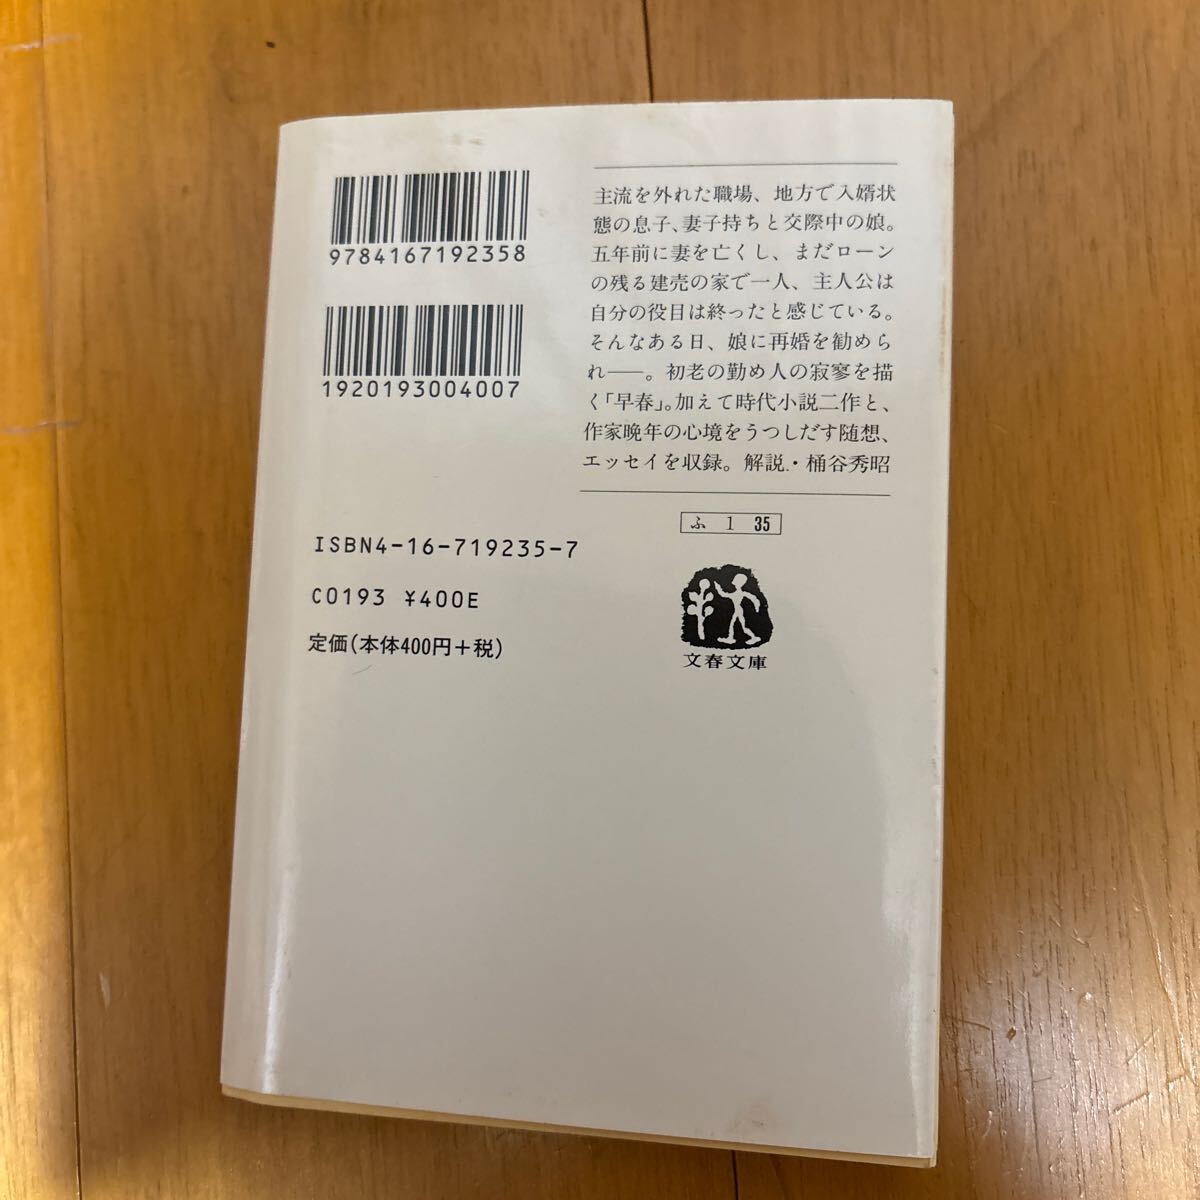 9784167192358
1920193004007
主流を外れた職場、地方で入婿状
態の息子、妻子持ちと交際中の娘。
五年前に妻を亡くし、まだローン
の残る建売の家で一人、主人公は
自分の役目は終ったと感じている。
そんなある日、娘に再婚を勧めら
れ――。初老の勤め人の寂寥を描
く「早春」。加えて時代小説二作と、
作家晩年の心境をうつしだす随想、
エッセイを収録。 解説・桶谷秀昭
ふ 1 35
文春文庫
ISBN4-16-719235-7
C0193 ¥400E
定価(本体400円+税)